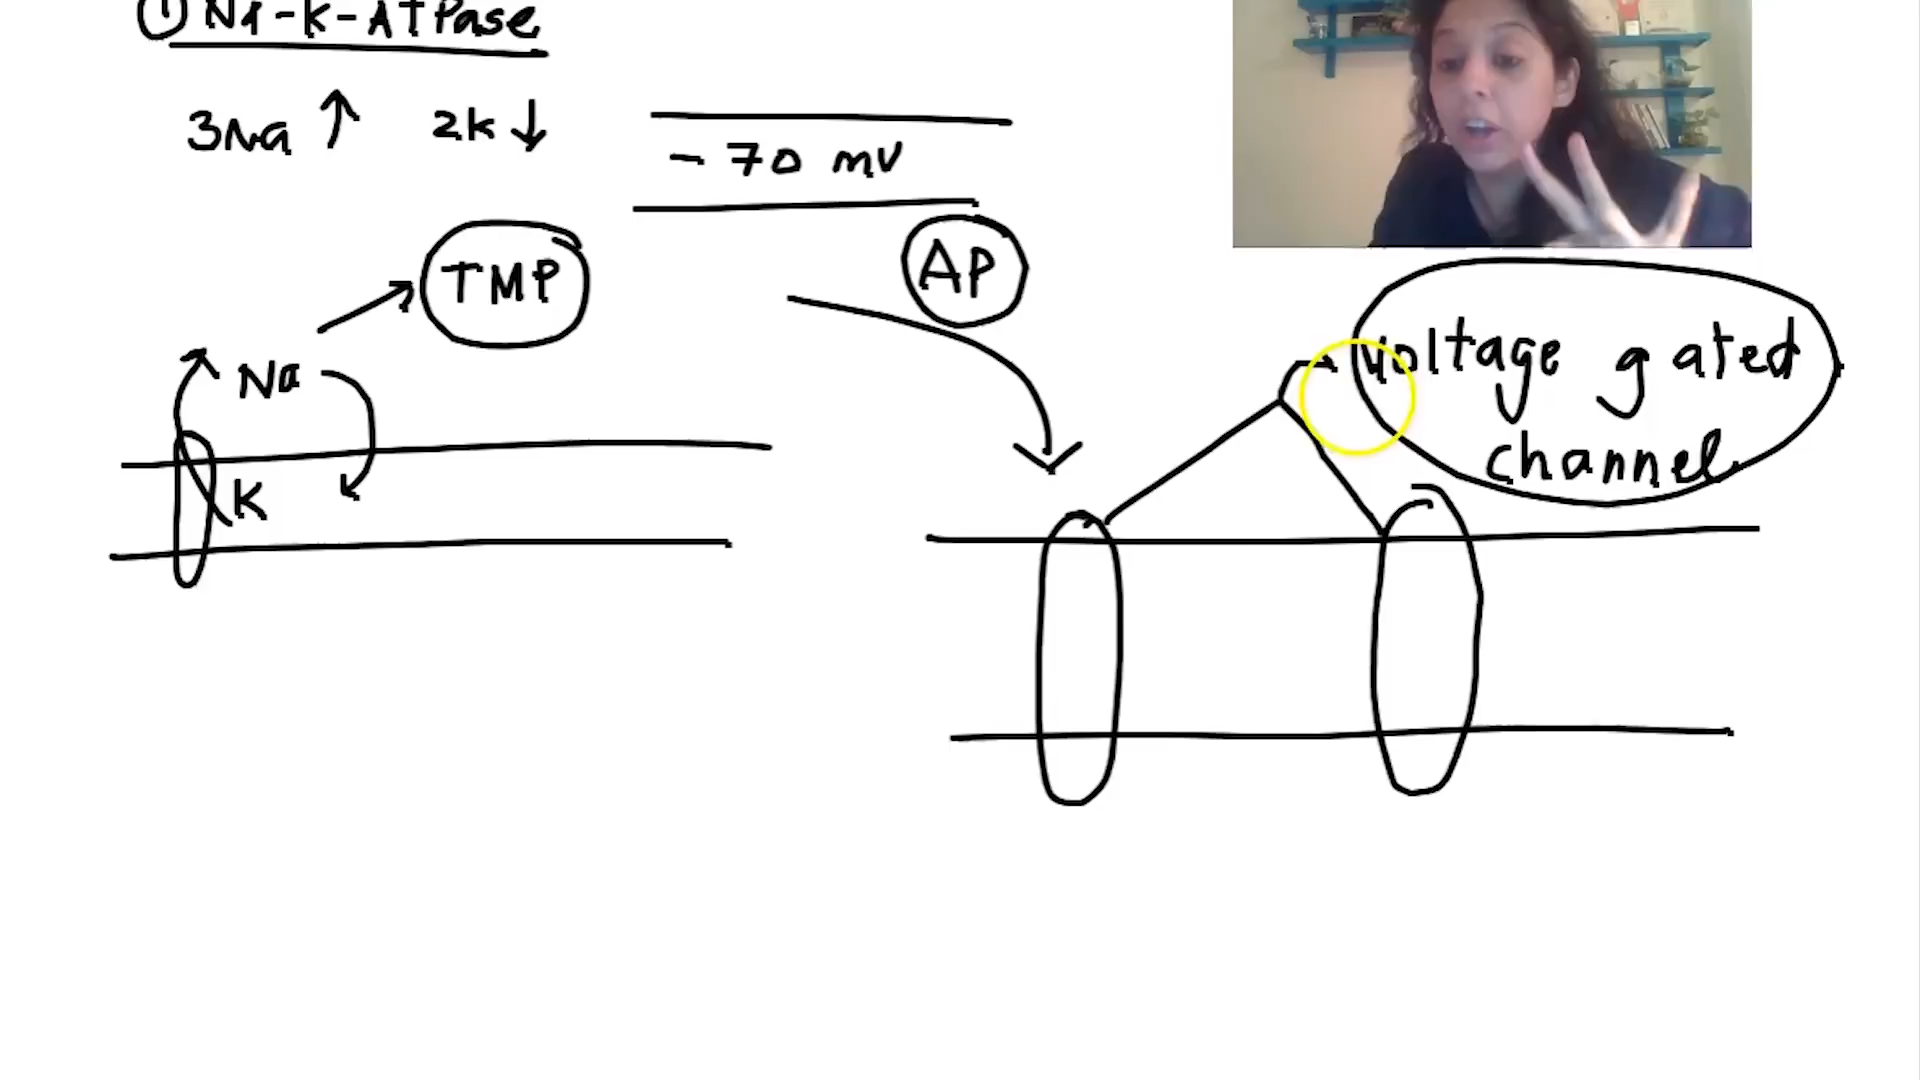 ① Na-K-ATPase
3Na ↑ 2K ↓
- 70 mV
TMP
AP
Na
K
voltage gated
channel